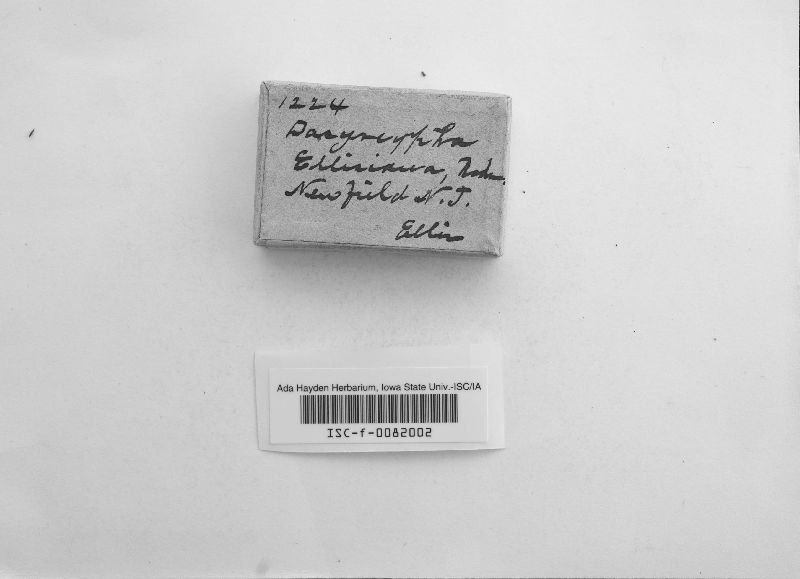 1224
Dasyscypha
Ellisiana, Rehm.
Newfield N.J.
Ellis
Ada Hayden Herbarium, Iowa State Univ.-ISC/IA
ISC-f-0082002